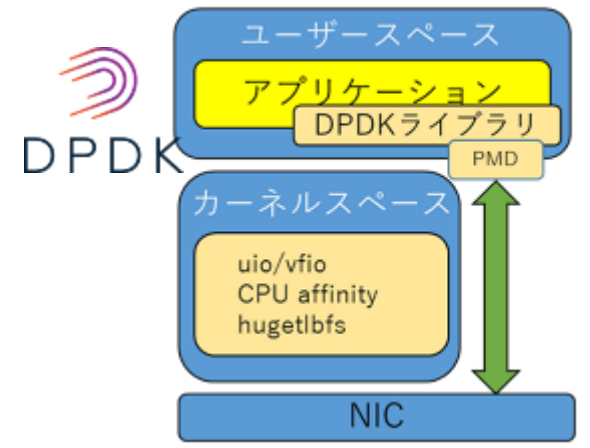 ユーザースペース
アプリケーション
DPDKライブラリ
DPDK
PMD
カーネルスペース
uio/vfio
CPU affinity
hugetlbfs
NIC